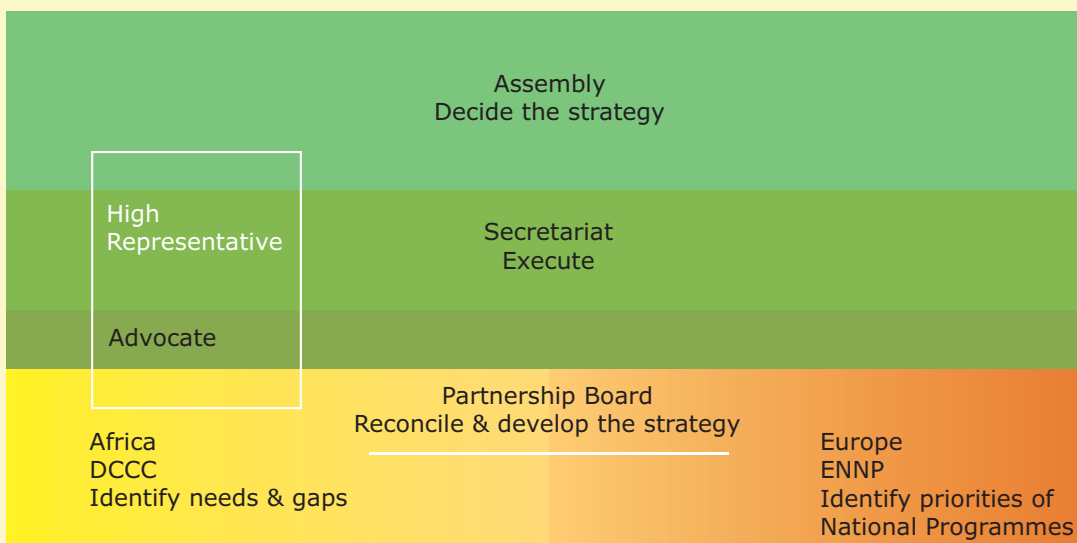 Assembly
Decide the strategy
High
Representative
Secretariat
Execute
Advocate
Partnership Board
Reconcile & develop the strategy
Africa
DCCC
Identify needs & gaps
Europe
ENNP
Identify priorities of
National Programmes